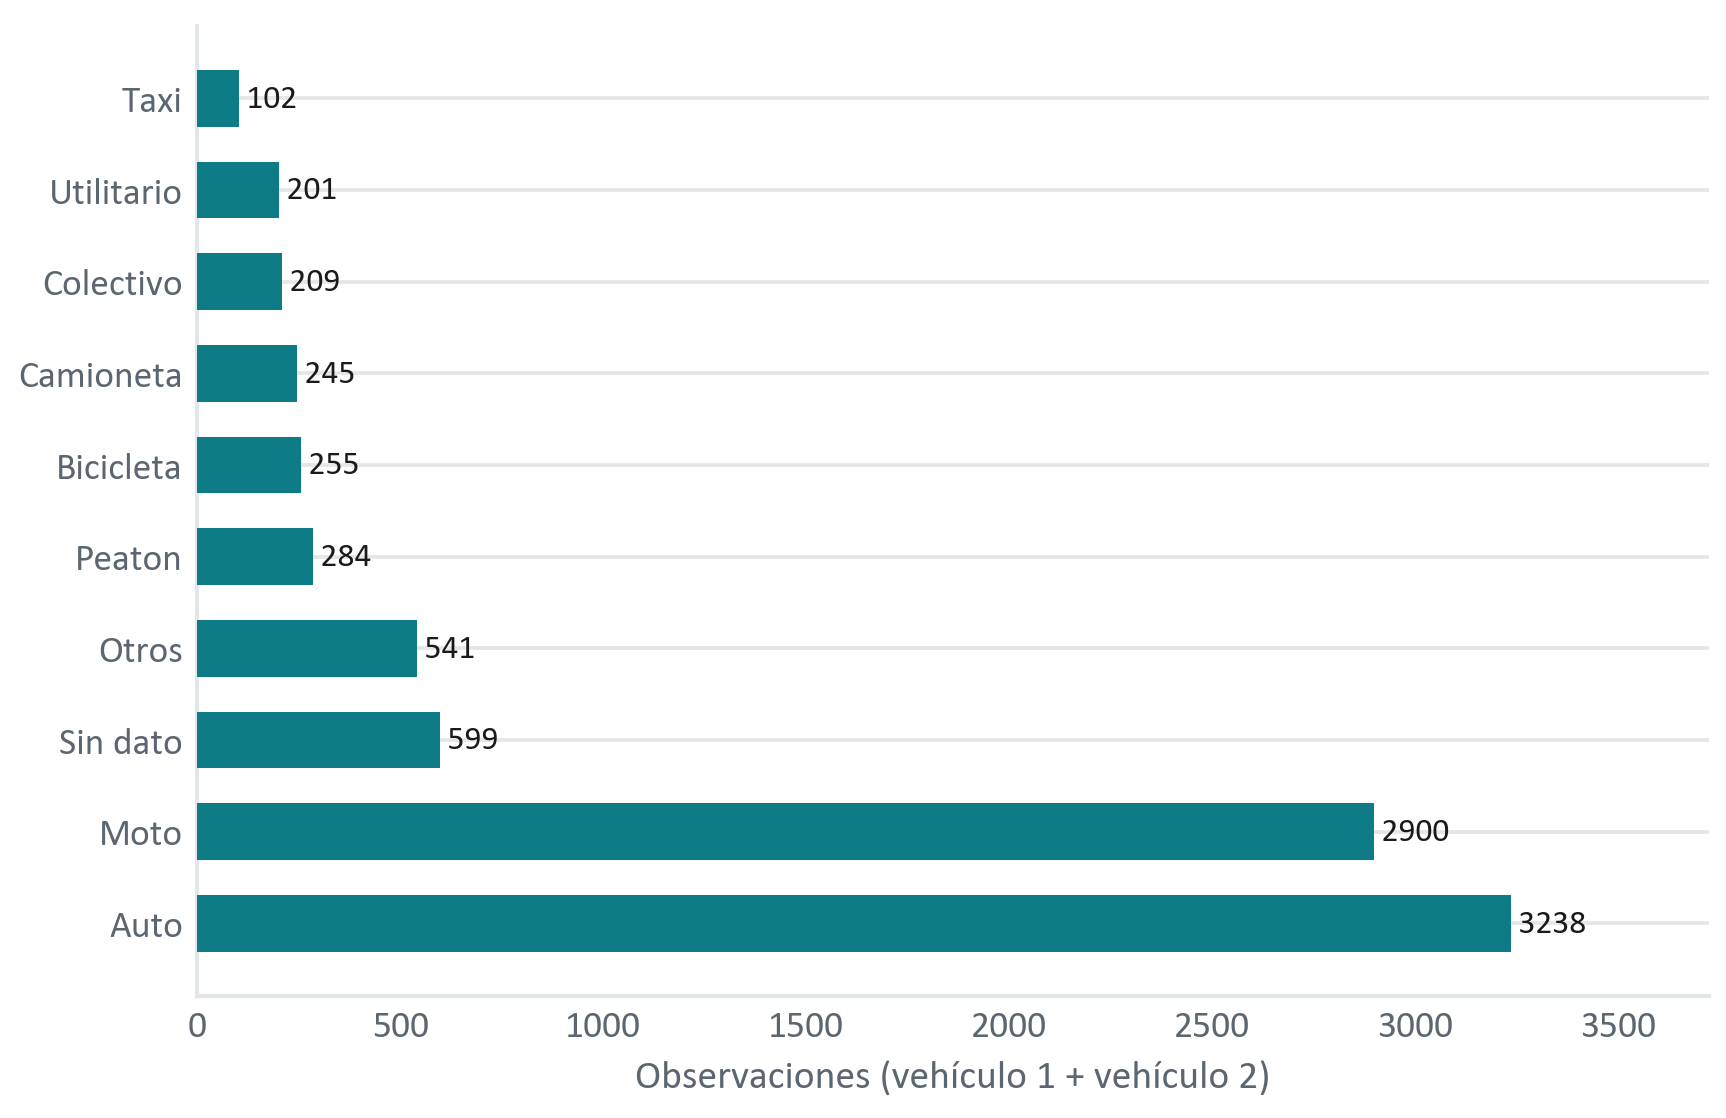 Taxi 102
Utilitario 201
Colectivo 209
Camioneta 245
Bicicleta 255
Peaton 284
Otros 541
Sin dato 599
Moto 2900
Auto 3238
0 500 1000 1500 2000 2500 3000 3500
Observaciones (vehículo 1 + vehículo 2)